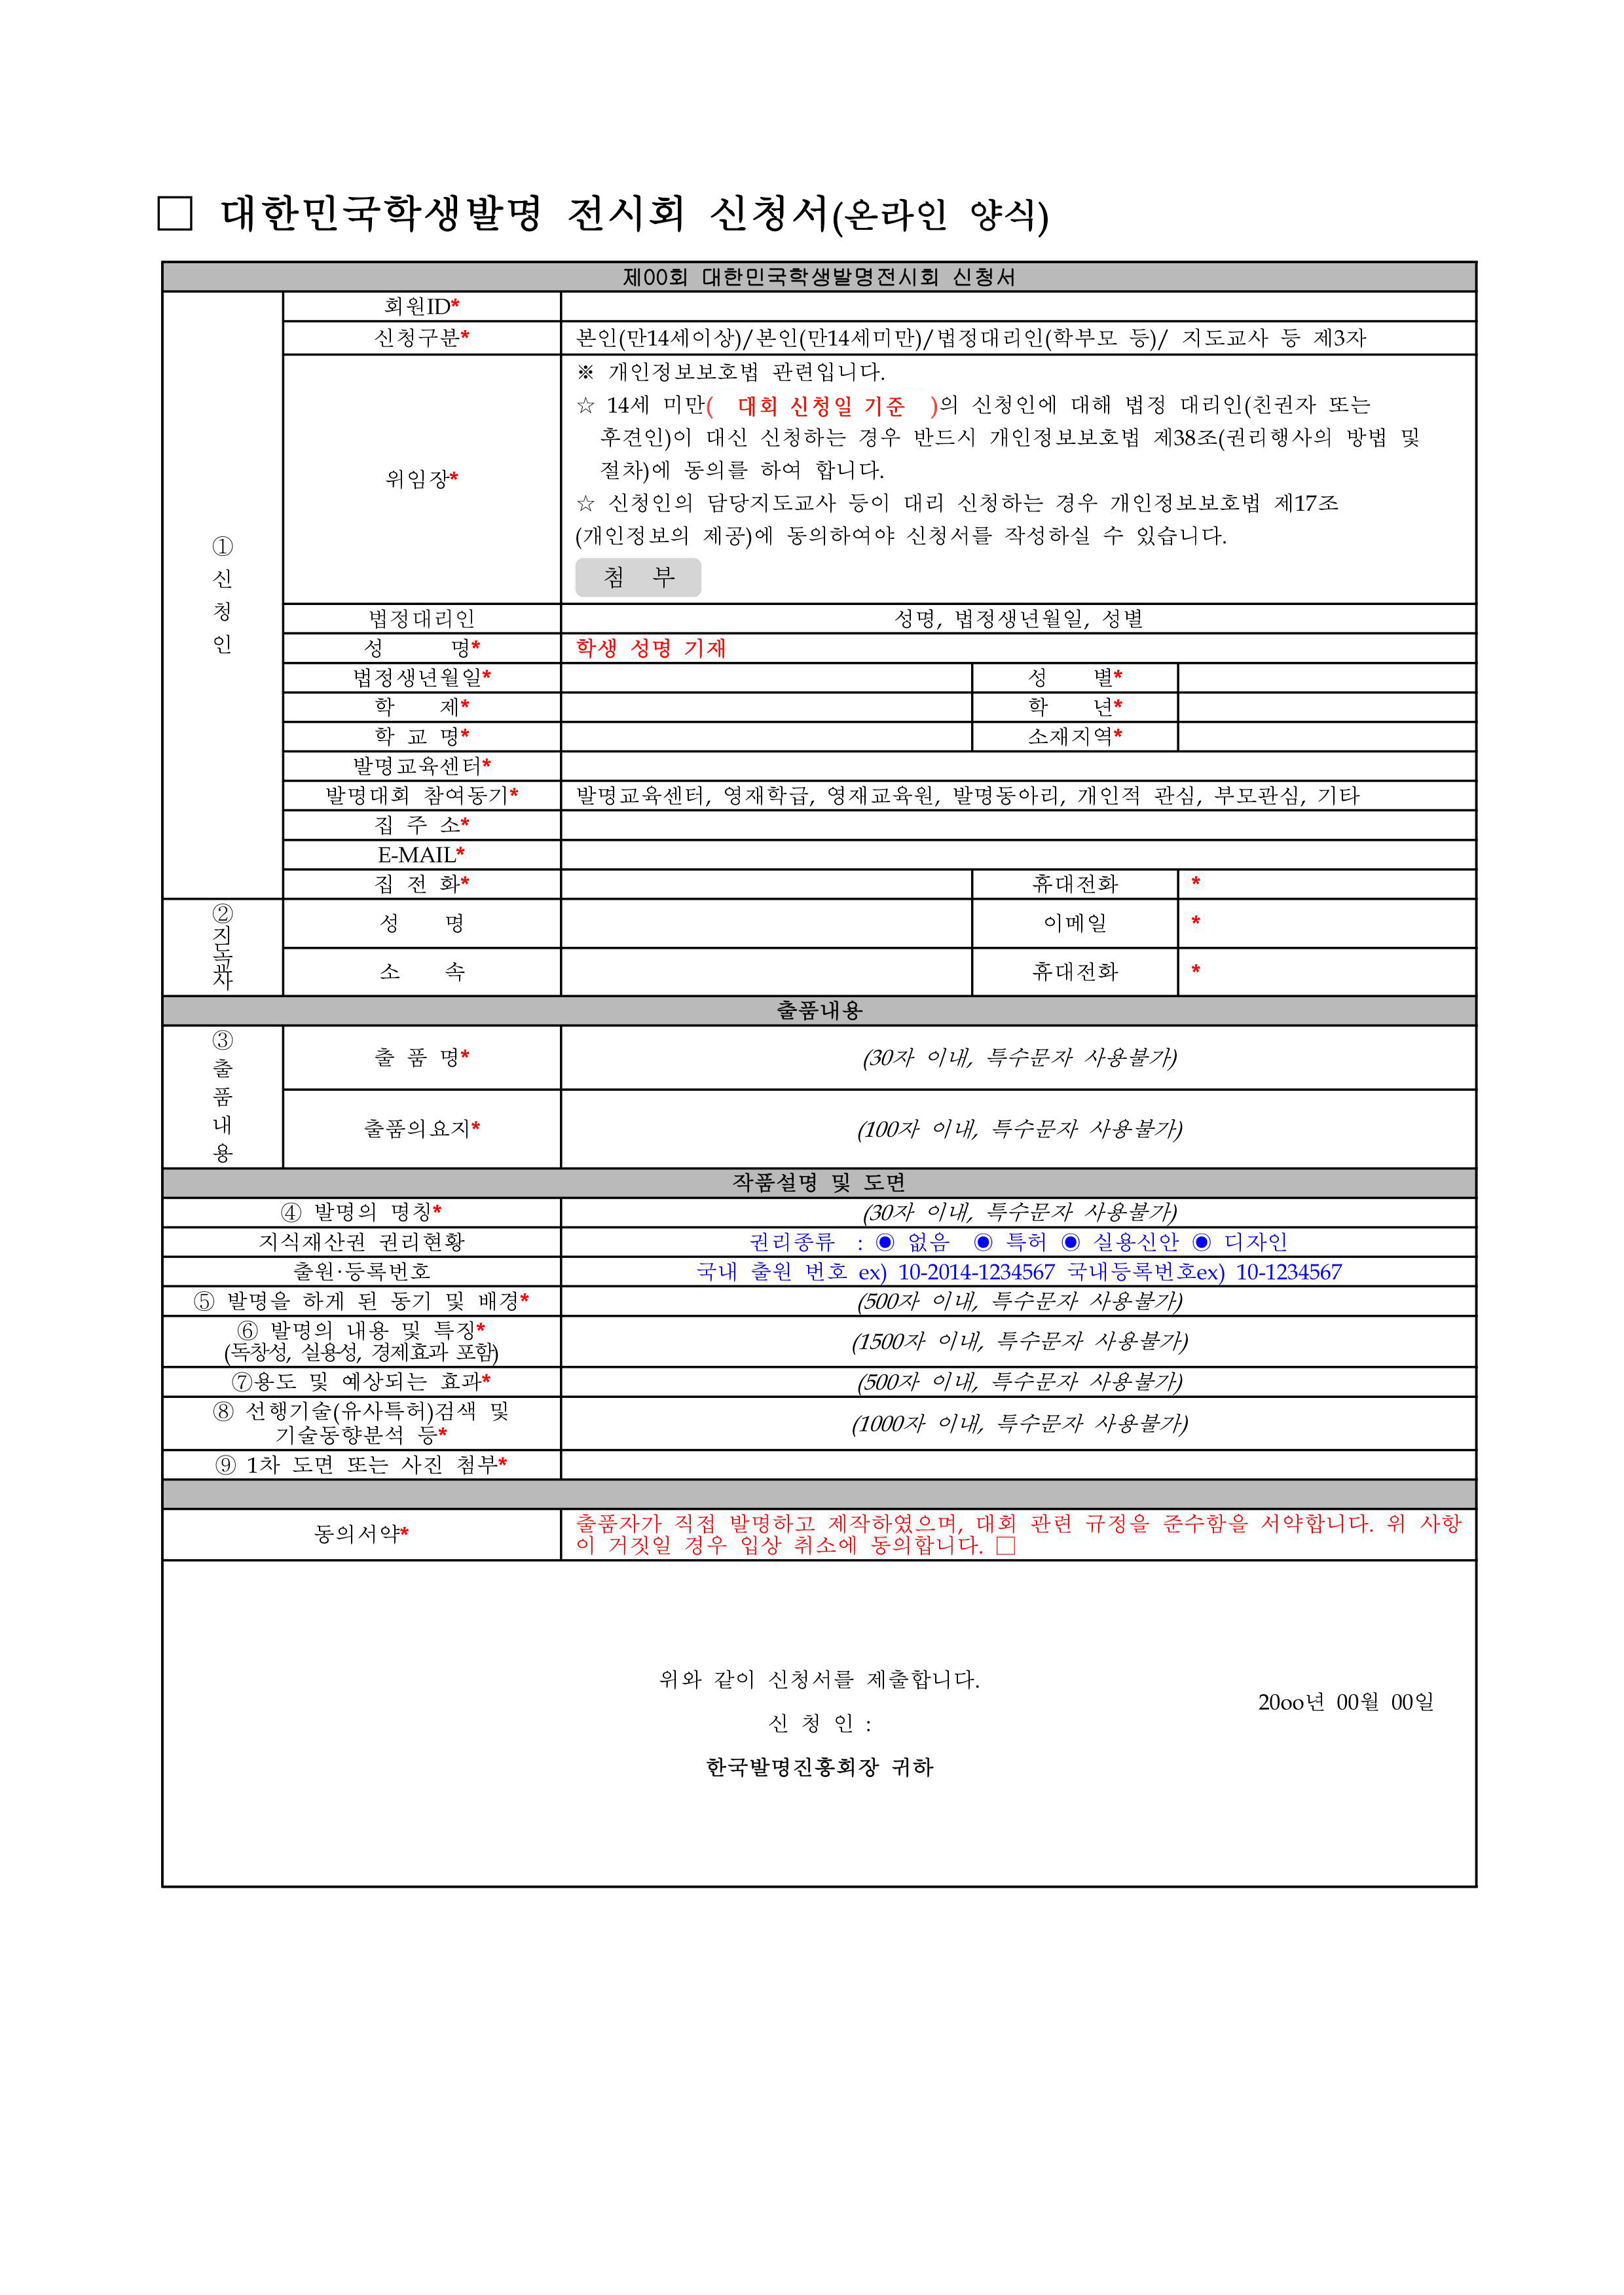 □ 대한민국학생발명 전시회 신청서(온라인 양식)
제00회 대한민국학생발명전시회 신청서
① 신 청 인
회원ID*
신청구분* 본인(만14세이상)/본인(만14세미만)/법정대리인(학부모 등)/ 지도교사 등 제3자
위임장*
※ 개인정보보호법 관련입니다.
☆ 14세 미만( 대회 신청일 기준 )의 신청인에 대해 법정 대리인(친권자 또는
후견인)이 대신 신청하는 경우 반드시 개인정보보호법 제38조(권리행사의 방법 및
절차)에 동의를 하여 합니다.
☆ 신청인의 담당지도교사 등이 대리 신청하는 경우 개인정보보호법 제17조
(개인정보의 제공)에 동의하여야 신청서를 작성하실 수 있습니다.
첨 부
법정대리인 성명, 법정생년월일, 성별
성 명* 학생 성명 기재
법정생년월일* 성 별*
학 제* 학 년*
학 교 명* 소재지역*
발명교육센터*
발명대회 참여동기* 발명교육센터, 영재학급, 영재교육원, 발명동아리, 개인적 관심, 부모관심, 기타
집 주 소*
E-MAIL*
집 전 화* 휴대전화 *
② 지도교사
성 명 이메일 *
소 속 휴대전화 *
출품내용
③ 출 품 내 용
출 품 명* (30자 이내, 특수문자 사용불가)
출품의요지* (100자 이내, 특수문자 사용불가)
작품설명 및 도면
④ 발명의 명칭* (30자 이내, 특수문자 사용불가)
지식재산권 권리현황 권리종류 : ◉ 없음 ◉ 특허 ◉ 실용신안 ◉ 디자인
출원·등록번호 국내 출원 번호 ex) 10-2014-1234567 국내등록번호ex) 10-1234567
⑤ 발명을 하게 된 동기 및 배경* (500자 이내, 특수문자 사용불가)
⑥ 발명의 내용 및 특징*
(독창성, 실용성, 경제효과 포함) (1500자 이내, 특수문자 사용불가)
⑦용도 및 예상되는 효과* (500자 이내, 특수문자 사용불가)
⑧ 선행기술(유사특허)검색 및
기술동향분석 등* (1000자 이내, 특수문자 사용불가)
⑨ 1차 도면 또는 사진 첨부*
동의서약* 출품자가 직접 발명하고 제작하였으며, 대회 관련 규정을 준수함을 서약합니다. 위 사항
이 거짓일 경우 입상 취소에 동의합니다. □
위와 같이 신청서를 제출합니다.
20oo년 00월 00일
신 청 인 :
한국발명진흥회장 귀하